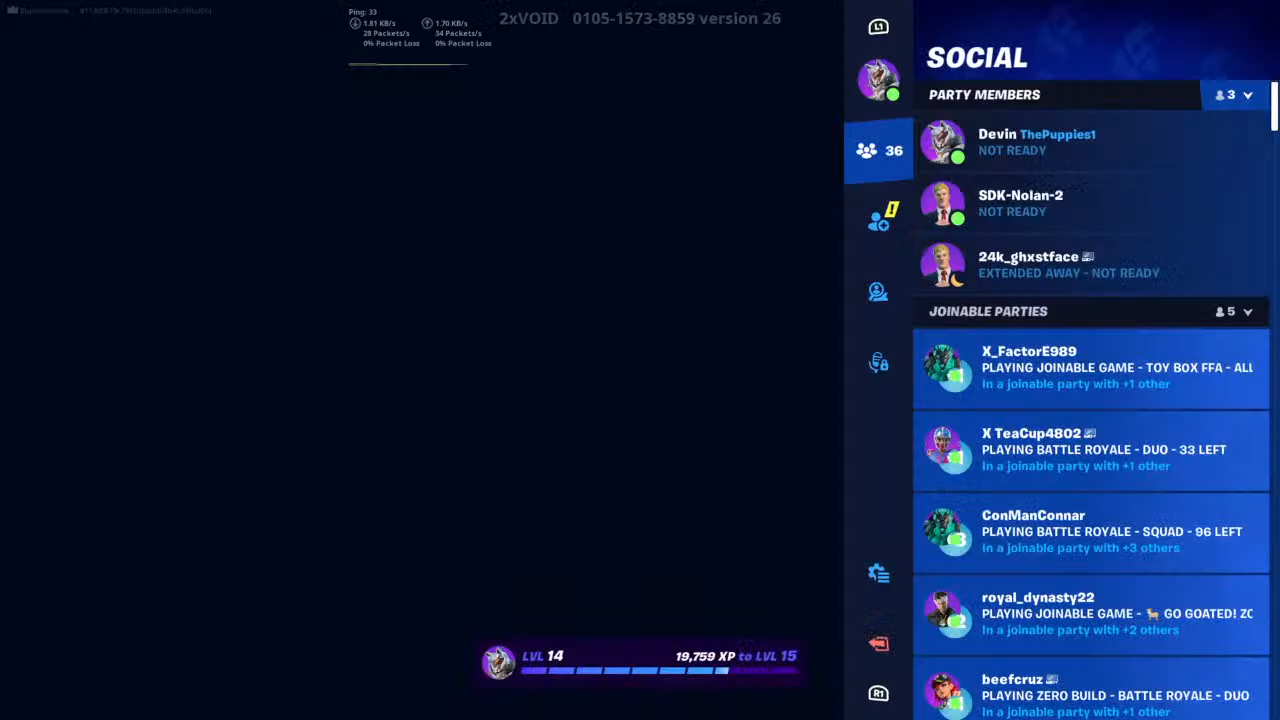 Ping: 33
1.81 KB/s 1.70 KB/s
28 Packets/s 34 Packets/s
0% Packet Loss 0% Packet Loss
2xVOID 0105-1573-8859 version 26
L1
SOCIAL
PARTY MEMBERS 3
36
Devin ThePuppies1
NOT READY
SDK-Nolan-2
NOT READY
24k_ghxstface
EXTENDED AWAY - NOT READY
JOINABLE PARTIES 5
X_FactorE989
PLAYING JOINABLE GAME - TOY BOX FFA - ALL
In a joinable party with +1 other
X TeaCup4802
PLAYING BATTLE ROYALE - DUO - 33 LEFT
In a joinable party with +1 other
ConManConnar
PLAYING BATTLE ROYALE - SQUAD - 96 LEFT
In a joinable party with +3 others
royal_dynasty22
PLAYING JOINABLE GAME - 🐐 GO GOATED! ZO
In a joinable party with +2 others
beefcruz
PLAYING ZERO BUILD - BATTLE ROYALE - DUO
In a joinable party with +1 other
LVL 14 19,759 XP to LVL 15
R1